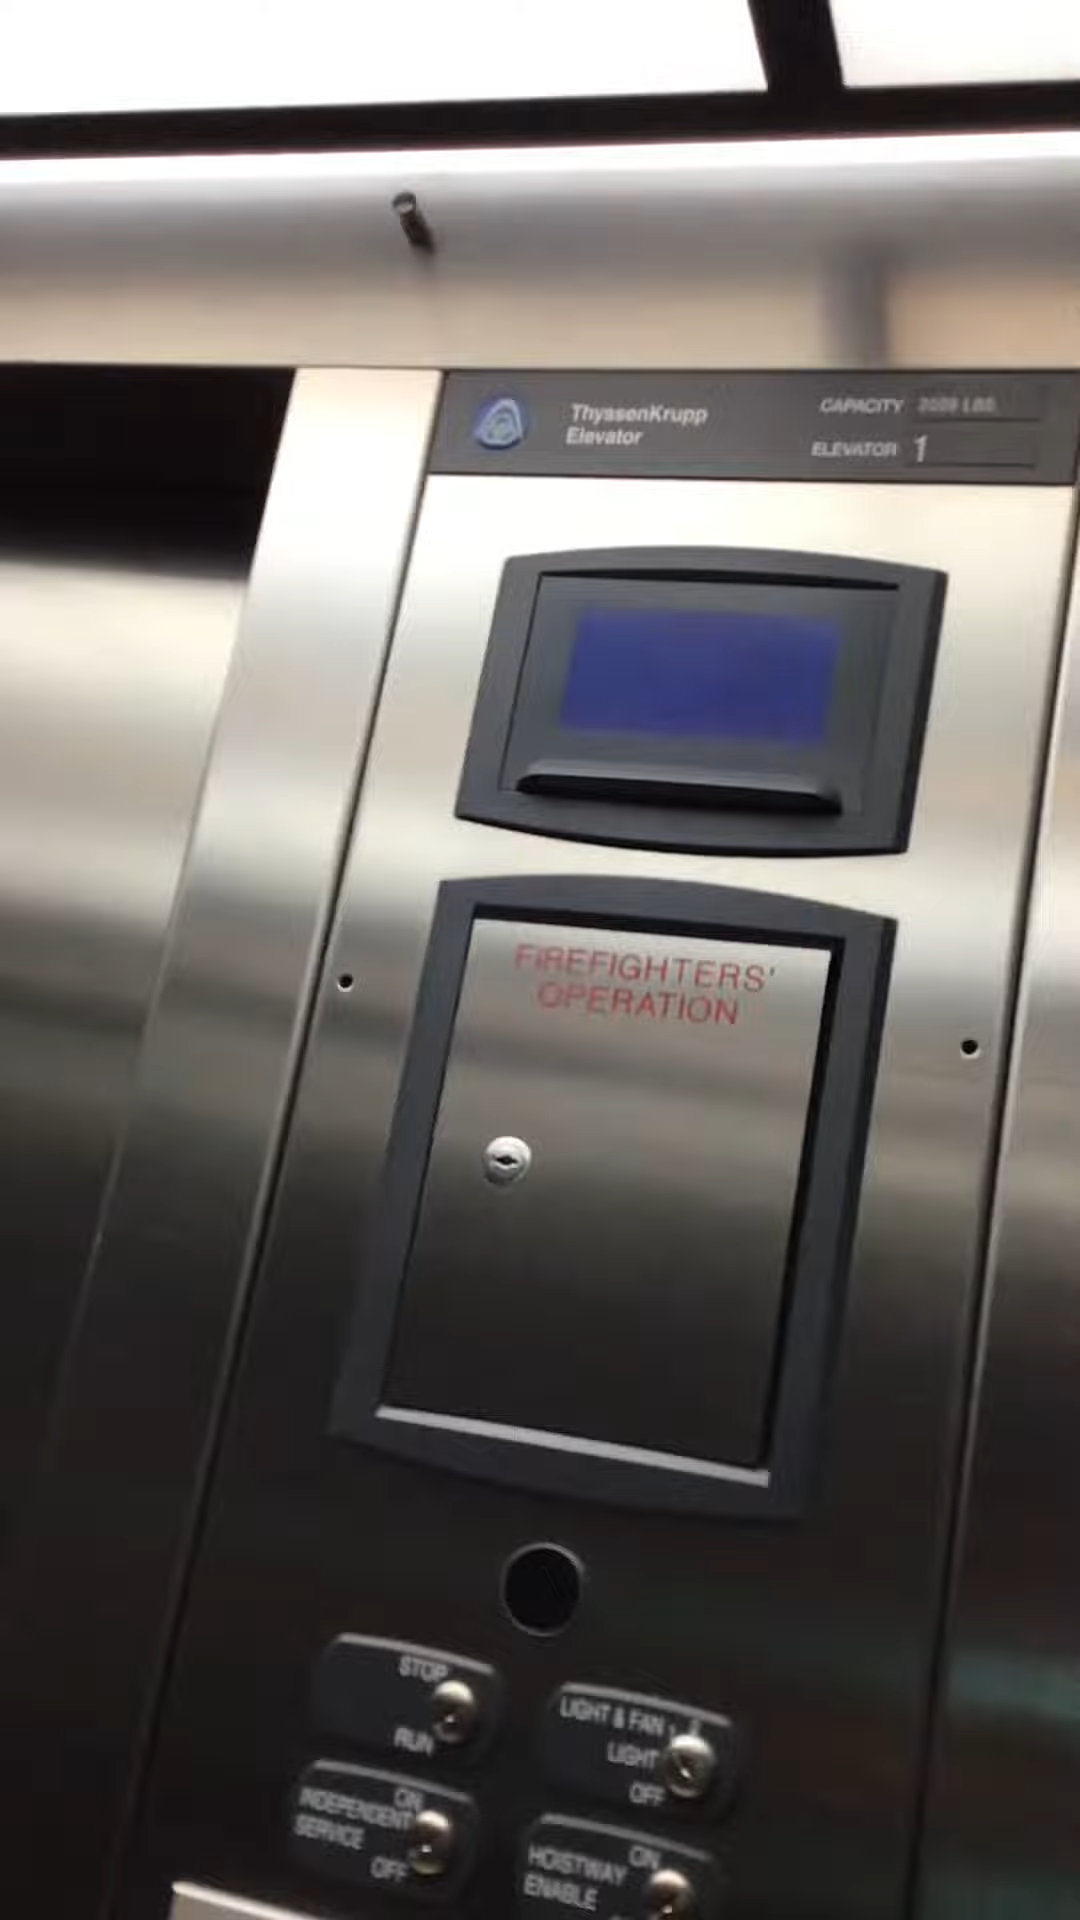 ThyssenKrupp
Elevator
CAPACITY
LBS.
ELEVATOR 1
FIREFIGHTERS'
OPERATION
STOP
RUN
LIGHT & FAN
LIGHT
OFF
ON
INDEPENDENT
SERVICE
OFF
ON
HOISTWAY
ENABLE